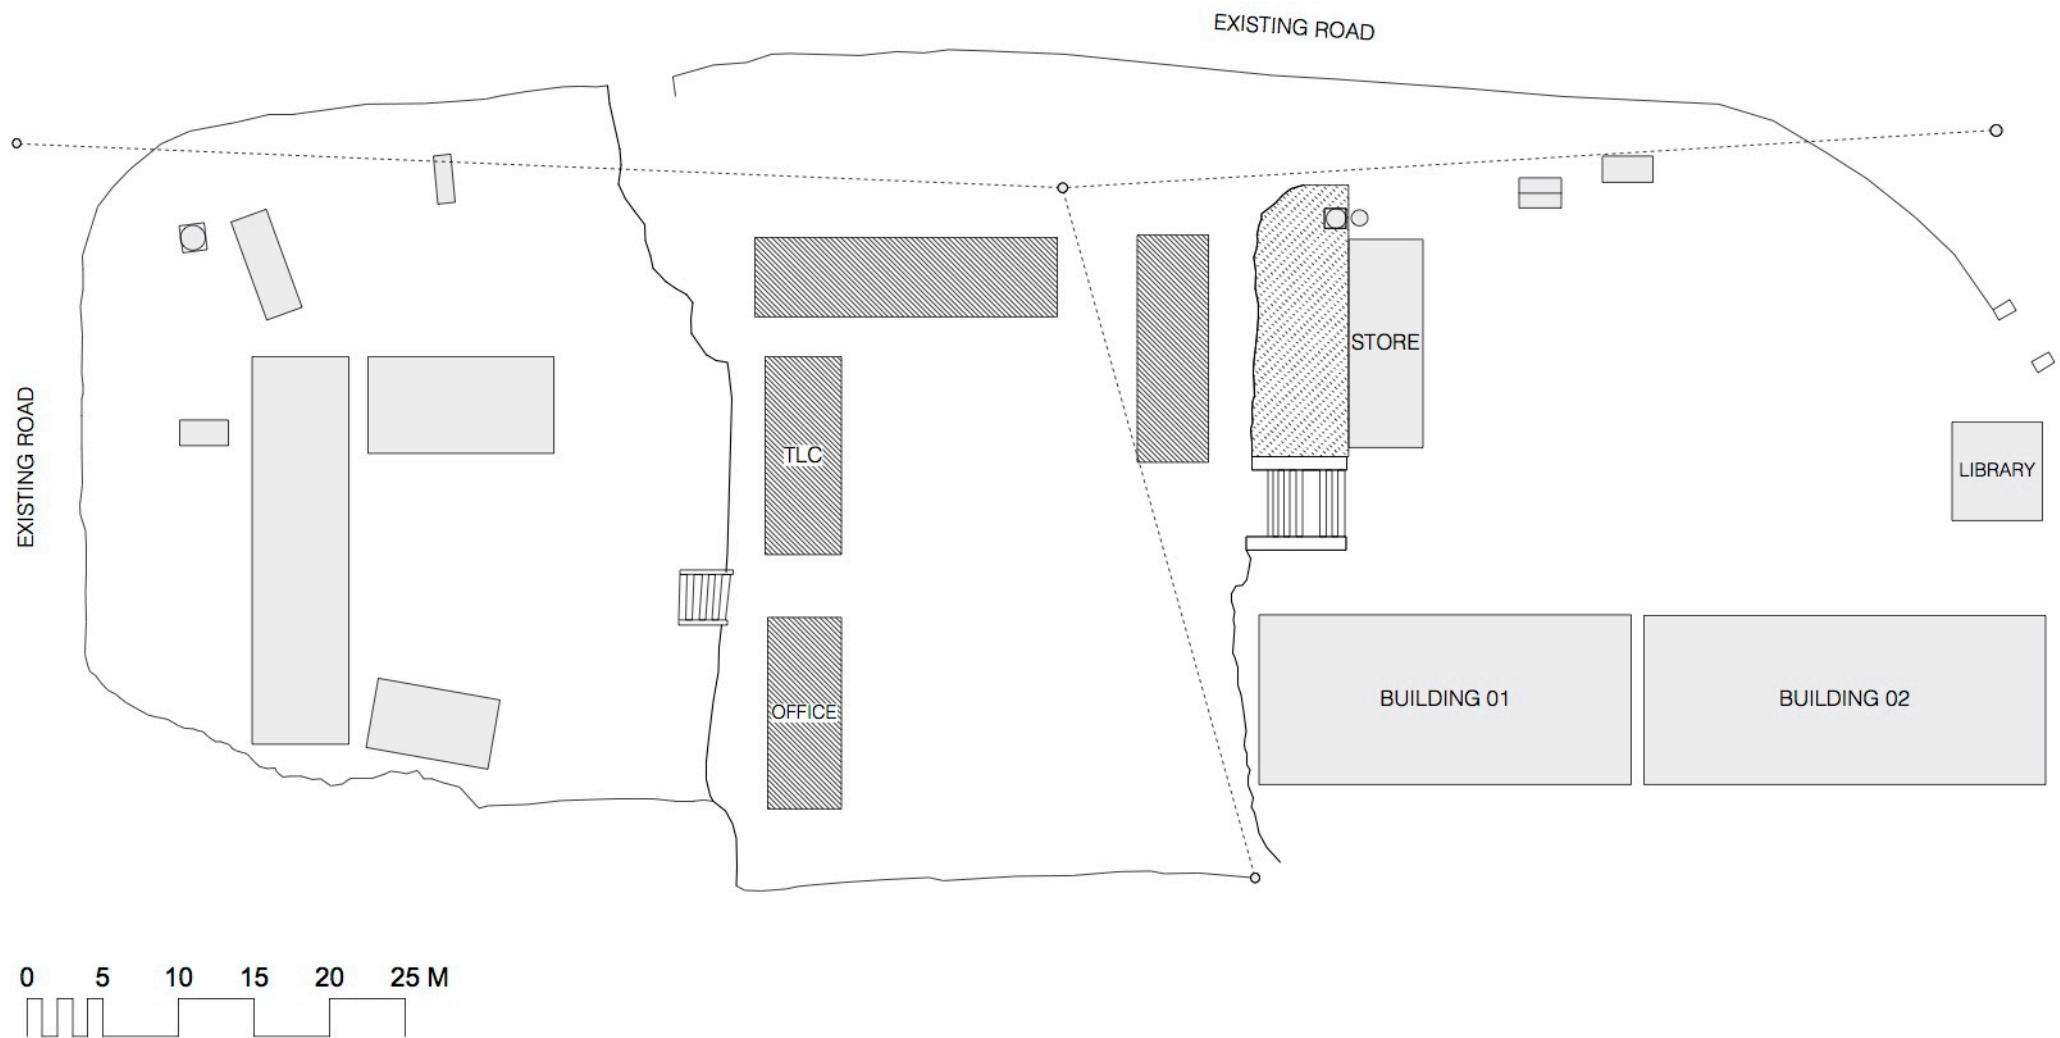 EXISTING ROAD
STORE
EXISTING ROAD
TLC
LIBRARY
BUILDING 01
BUILDING 02
OFFICE
0 5 10 15 20 25 M